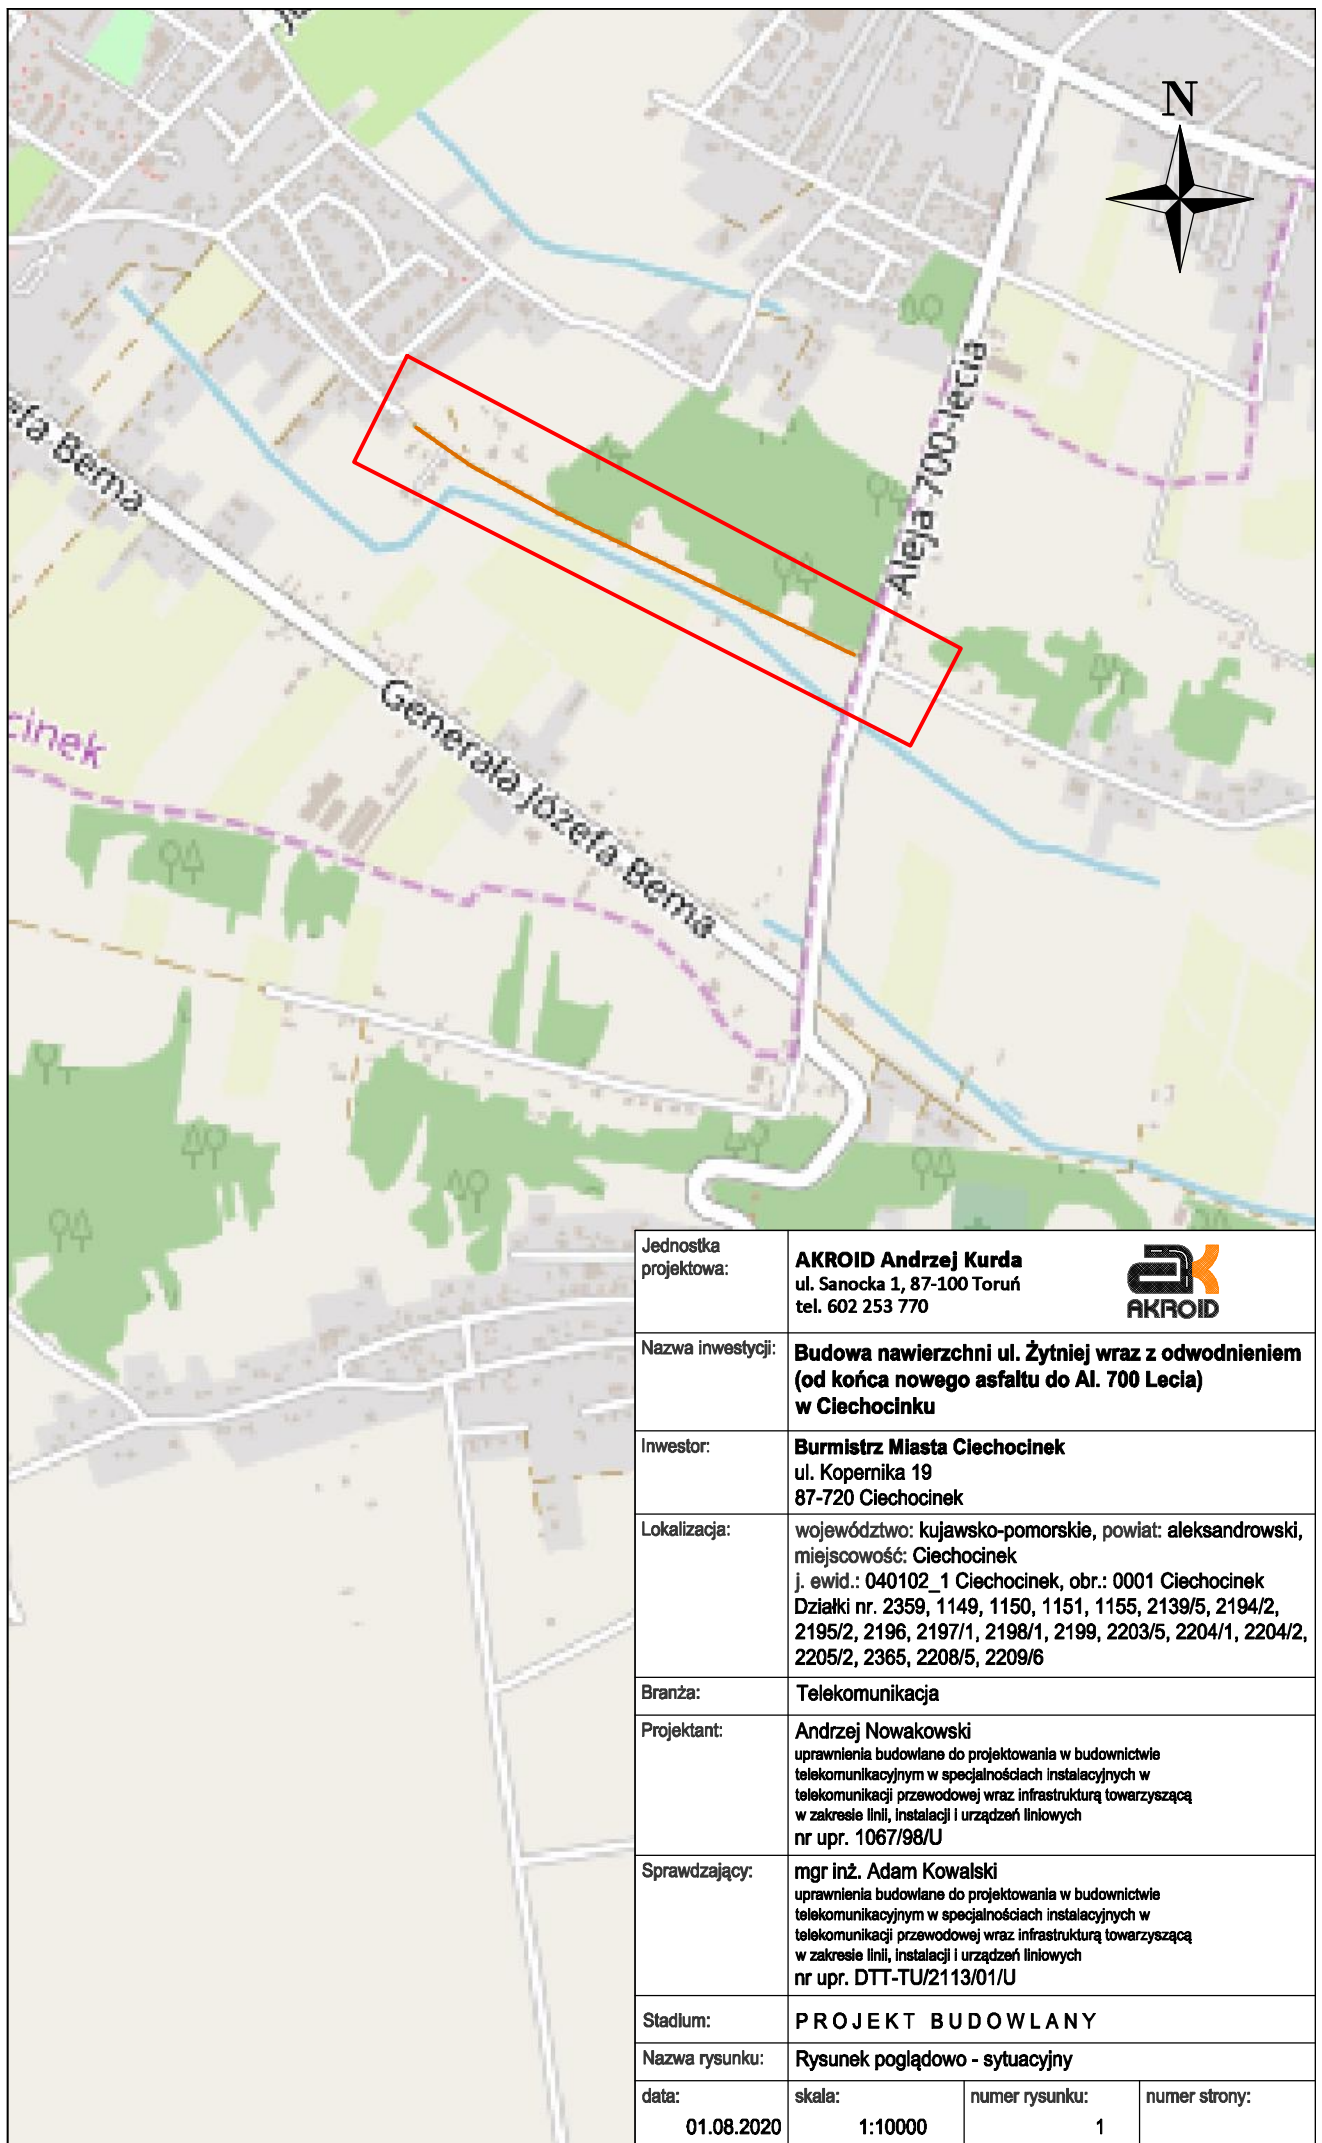 N
efa Bema
Aleja 700-lecia
Generała Józefa Bema
cinek
Jednostka
projektowa:
AKROID Andrzej Kurda
ul. Sanocka 1, 87-100 Toruń
tel. 602 253 770
AKROID
Nazwa inwestycji:
Budowa nawierzchni ul. Żytniej wraz z odwodnieniem
(od końca nowego asfaltu do Al. 700 Lecia)
w Ciechocinku
Inwestor:
Burmistrz Miasta Ciechocinek
ul. Kopernika 19
87-720 Ciechocinek
Lokalizacja:
województwo: kujawsko-pomorskie, powiat: aleksandrowski,
miejscowość: Ciechocinek
j. ewid.: 040102_1 Ciechocinek, obr.: 0001 Ciechocinek
Działki nr. 2359, 1149, 1150, 1151, 1155, 2139/5, 2194/2,
2195/2, 2196, 2197/1, 2198/1, 2199, 2203/5, 2204/1, 2204/2,
2205/2, 2365, 2208/5, 2209/6
Branża:
Telekomunikacja
Projektant:
Andrzej Nowakowski
uprawnienia budowlane do projektowania w budownictwie
telekomunikacyjnym w specjalnościach instalacyjnych w
telekomunikacji przewodowej wraz infrastrukturą towarzyszącą
w zakresie linii, instalacji i urządzeń liniowych
nr upr. 1067/98/U
Sprawdzający:
mgr inż. Adam Kowalski
uprawnienia budowlane do projektowania w budownictwie
telekomunikacyjnym w specjalnościach instalacyjnych w
telekomunikacji przewodowej wraz infrastrukturą towarzyszącą
w zakresie linii, instalacji i urządzeń liniowych
nr upr. DTT-TU/2113/01/U
Stadium:
PROJEKT BUDOWLANY
Nazwa rysunku:
Rysunek poglądowo - sytuacyjny
data:
01.08.2020
skala:
1:10000
numer rysunku:
1
numer strony: